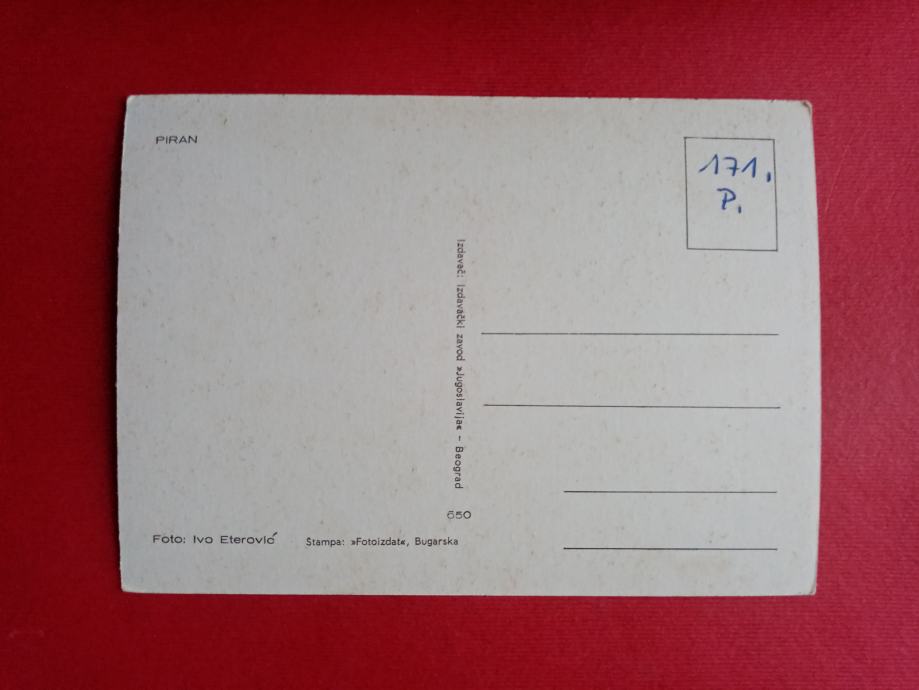 PIRAN
171.
P.
Izdavač: Izdavački zavod »Jugoslavija« – Beograd
650
Foto: Ivo Eterović
Štampa: »Fotoizdat«, Bugarska